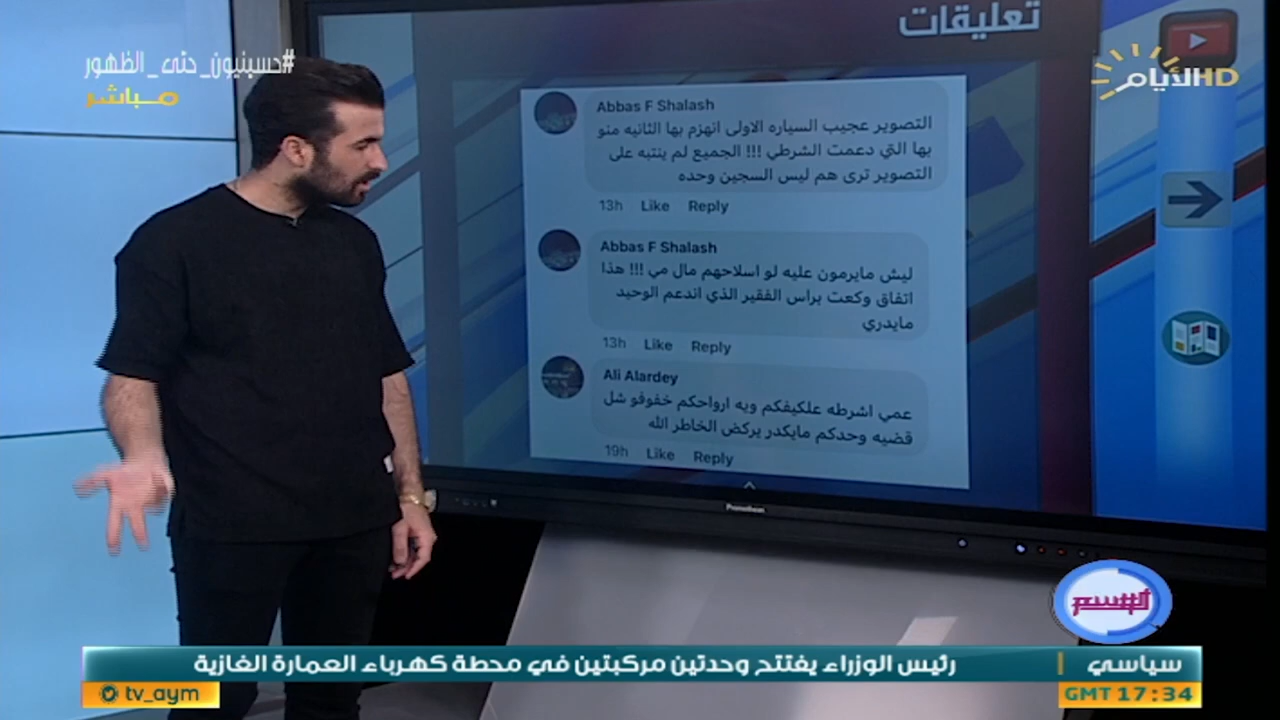 #حسينيون_حتى_الظهور
مباشر
تعليقات
الأيام HD
Abbas F Shalash
التصوير عجيب السياره الاولى انهزم بها الثانيه منو
بها التي دعمت الشرطي !!! الجميع لم ينتبه على
التصوير ترى هم ليس السجين وحده
13h Like Reply
Abbas F Shalash
ليش مايرمون عليه لو اسلاحهم مال مي !!! هذا
اتفاق وكعت براس الفقير الذي اندعم الوحيد
مايدري
13h Like Reply
Ali Alardey
عمي اشرطه علكيفكم ويه ارواحكم خفوفو شل
قضيه وحدكم مايكدر يركض الخاطر الله
19h Like Reply
Promethean
سياسي
رئيس الوزراء يفتتح وحدتين مركبتين في محطة كهرباء العمارة الغازية
tv_aym
GMT 17:34